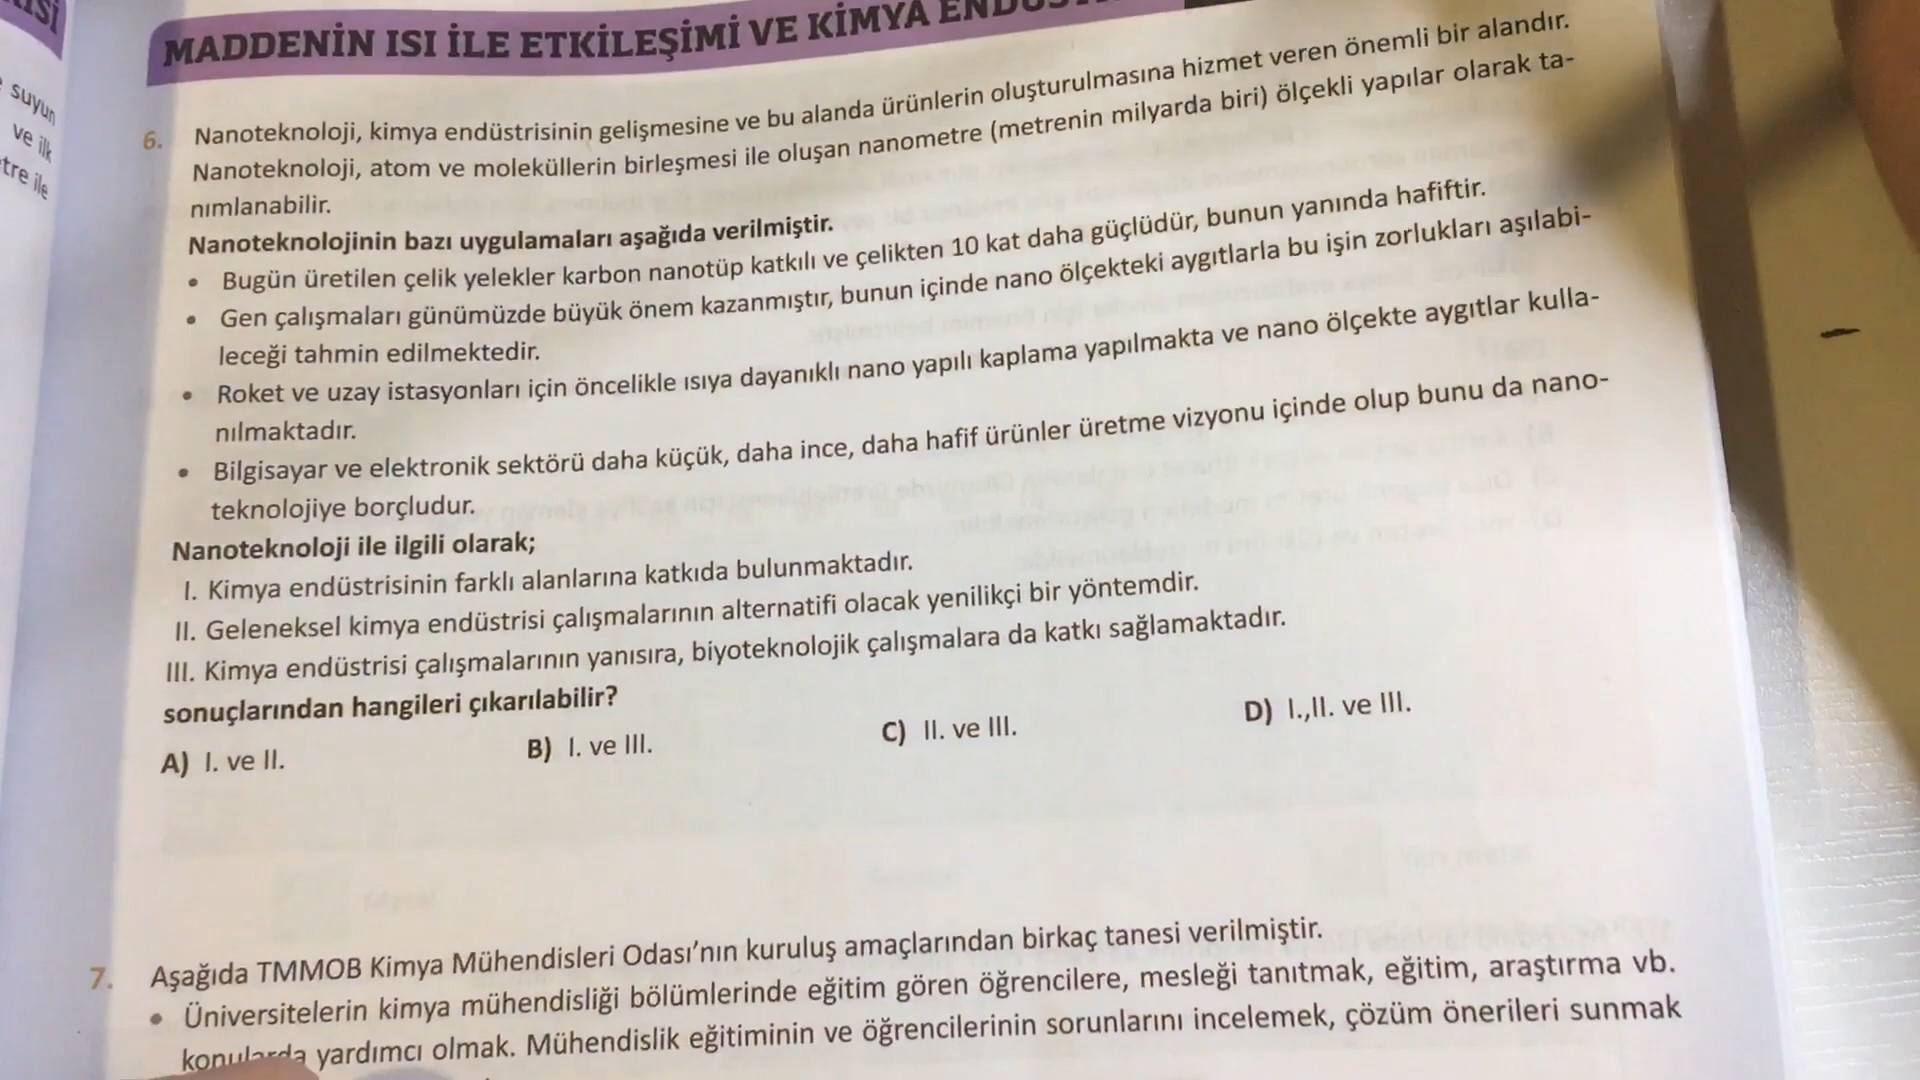 suyun
ve ilk
tre ile
MADDENİN ISI İLE ETKİLEŞİMİ VE KİMYA
6. Nanoteknoloji, kimya endüstrisinin gelişmesine ve bu alanda ürünlerin oluşturulmasına hizmet veren önemli bir alandır.
Nanoteknoloji, atom ve moleküllerin birleşmesi ile oluşan nanometre (metrenin milyarda biri) ölçekli yapılar olarak ta-
nımlanabilir.
Nanoteknolojinin bazı uygulamaları aşağıda verilmiştir.
• Bugün üretilen çelik yelekler karbon nanotüp katkılı ve çelikten 10 kat daha güçlüdür, bunun yanında hafiftir.
• Gen çalışmaları günümüzde büyük önem kazanmıştır, bunun içinde nano ölçekteki aygıtlarla bu işin zorlukları aşılabi-
leceği tahmin edilmektedir.
• Roket ve uzay istasyonları için öncelikle ısıya dayanıklı nano yapılı kaplama yapılmakta ve nano ölçekte aygıtlar kulla-
nılmaktadır.
• Bilgisayar ve elektronik sektörü daha küçük, daha ince, daha hafif ürünler üretme vizyonu içinde olup bunu da nano-
teknolojiye borçludur.
Nanoteknoloji ile ilgili olarak;
I. Kimya endüstrisinin farklı alanlarına katkıda bulunmaktadır.
II. Geleneksel kimya endüstrisi çalışmalarının alternatifi olacak yenilikçi bir yöntemdir.
III. Kimya endüstrisi çalışmalarının yanısıra, biyoteknolojik çalışmalara da katkı sağlamaktadır.
sonuçlarından hangileri çıkarılabilir?
A) I. ve II. B) I. ve III. C) II. ve III. D) I.,II. ve III.
7. Aşağıda TMMOB Kimya Mühendisleri Odası'nın kuruluş amaçlarından birkaç tanesi verilmiştir.
• Üniversitelerin kimya mühendisliği bölümlerinde eğitim gören öğrencilere, mesleği tanıtmak, eğitim, araştırma vb.
konularda yardımcı olmak. Mühendislik eğitiminin ve öğrencilerinin sorunlarını incelemek, çözüm önerileri sunmak